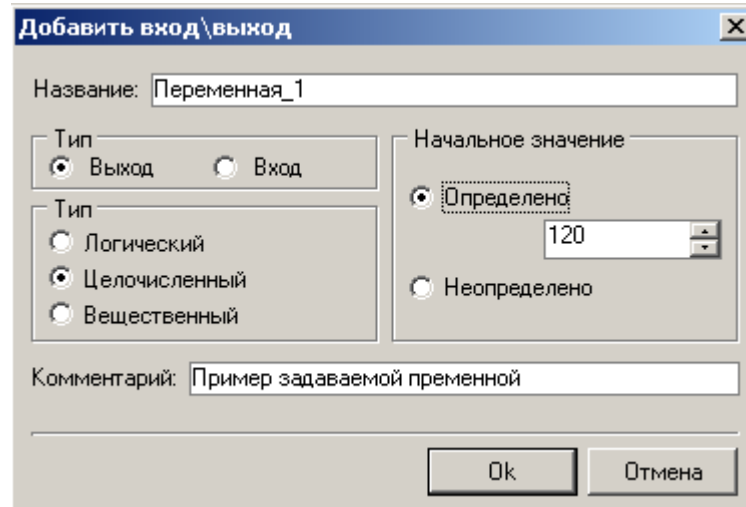 Добавить вход\выход
Название: Переменная_1
Тип
Выход Вход
Тип
Логический
Целочисленный
Вещественный
Начальное значение
Определено
120
Неопределено
Комментарий: Пример задаваемой пременной
Ok Отмена